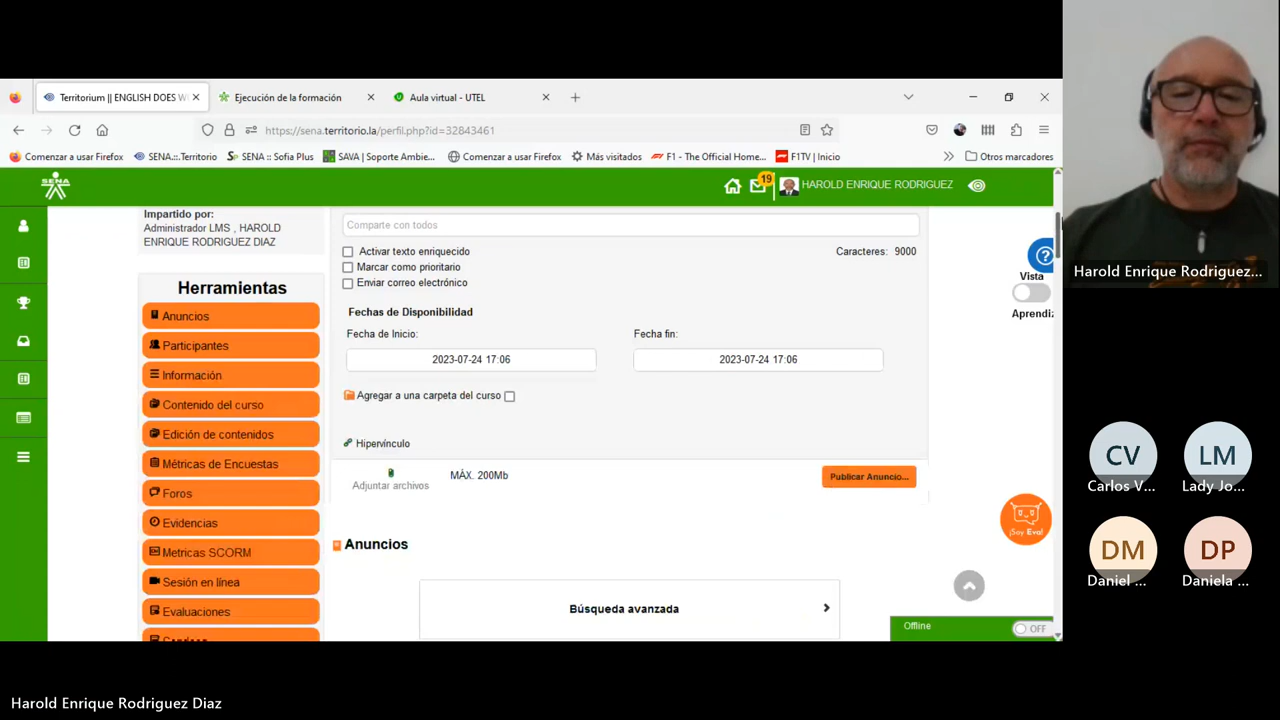 Territorium || ENGLISH DOES W
Ejecución de la formación
Aula virtual - UTEL
https://sena.territorio.la/perfil.php?id=32843461
Comenzar a usar Firefox
SENA.::.Territorio
SENA :: Sofia Plus
SAVA | Soporte Ambie...
Comenzar a usar Firefox
Más visitados
F1 - The Official Home...
F1TV | Inicio
Otros marcadores
SENA
19
HAROLD ENRIQUE RODRIGUEZ
Impartido por:
Administrador LMS , HAROLD
ENRIQUE RODRIGUEZ DIAZ
Herramientas
Anuncios
Participantes
Información
Contenido del curso
Edición de contenidos
Métricas de Encuestas
Foros
Evidencias
Metricas SCORM
Sesión en línea
Evaluaciones
Comparte con todos
Activar texto enriquecido
Caracteres: 9000
Marcar como prioritario
Enviar correo electrónico
Fechas de Disponibilidad
Fecha de Inicio:
Fecha fin:
2023-07-24 17:06
2023-07-24 17:06
Agregar a una carpeta del curso
Hipervínculo
Adjuntar archivos
MÁX. 200Mb
Publicar Anuncio...
Anuncios
Búsqueda avanzada
Vista
Aprendiz
¡Soy Eva!
Offline
OFF
Harold Enrique Rodriguez...
CV
Carlos V...
LM
Lady Jo...
DM
Daniel ...
DP
Daniela ...
Harold Enrique Rodriguez Diaz